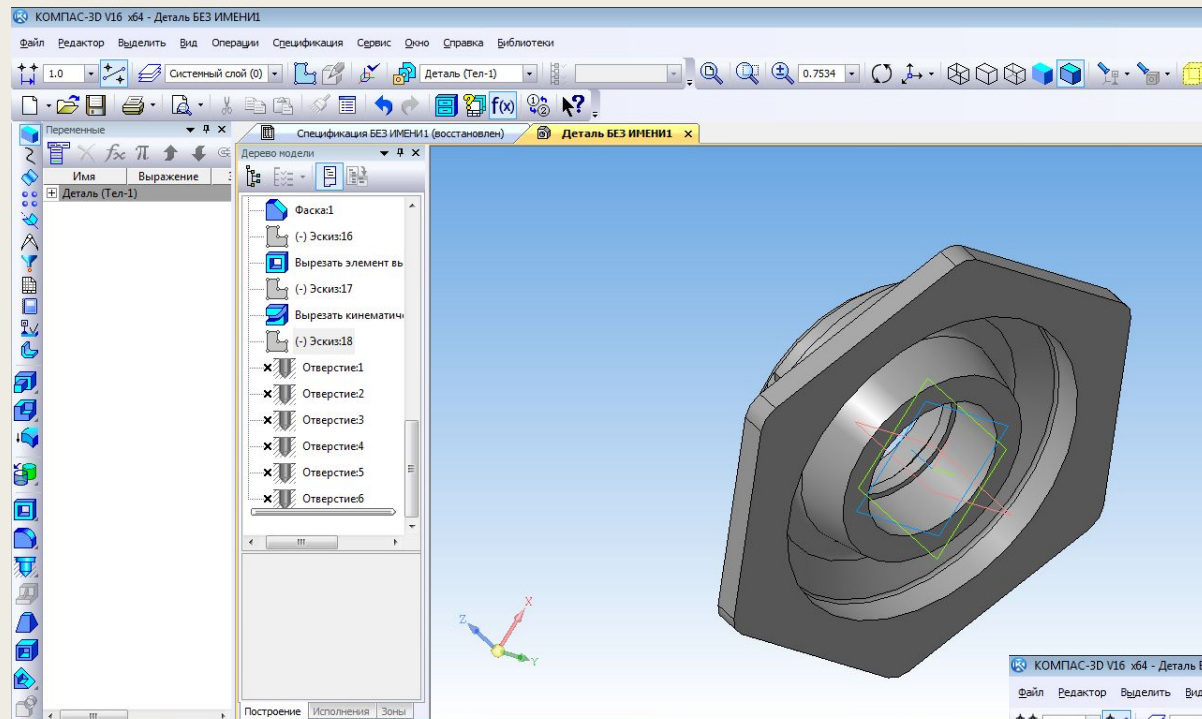 КОМПАС-3D V16 x64 - Деталь БЕЗ ИМЕНИ1
Файл Редактор Выделить Вид Операции Спецификация Сервис Окно Справка Библиотеки
1.0 Системный слой (0) Деталь (Тел-1) 0.7534
f(x)
Переменные
Спецификация БЕЗ ИМЕНИ1 (восстановлен) Деталь БЕЗ ИМЕНИ1
Дерево модели
Имя Выражение
Деталь (Тел-1)
Фаска:1
(-) Эскиз:16
Вырезать элемент вы
(-) Эскиз:17
Вырезать кинематич
(-) Эскиз:18
Отверстие:1
Отверстие:2
Отверстие:3
Отверстие:4
Отверстие:5
Отверстие:6
Z X Y
Построение Исполнения Зоны
КОМПАС-3D V16 x64 - Деталь Б
Файл Редактор Выделить Вид